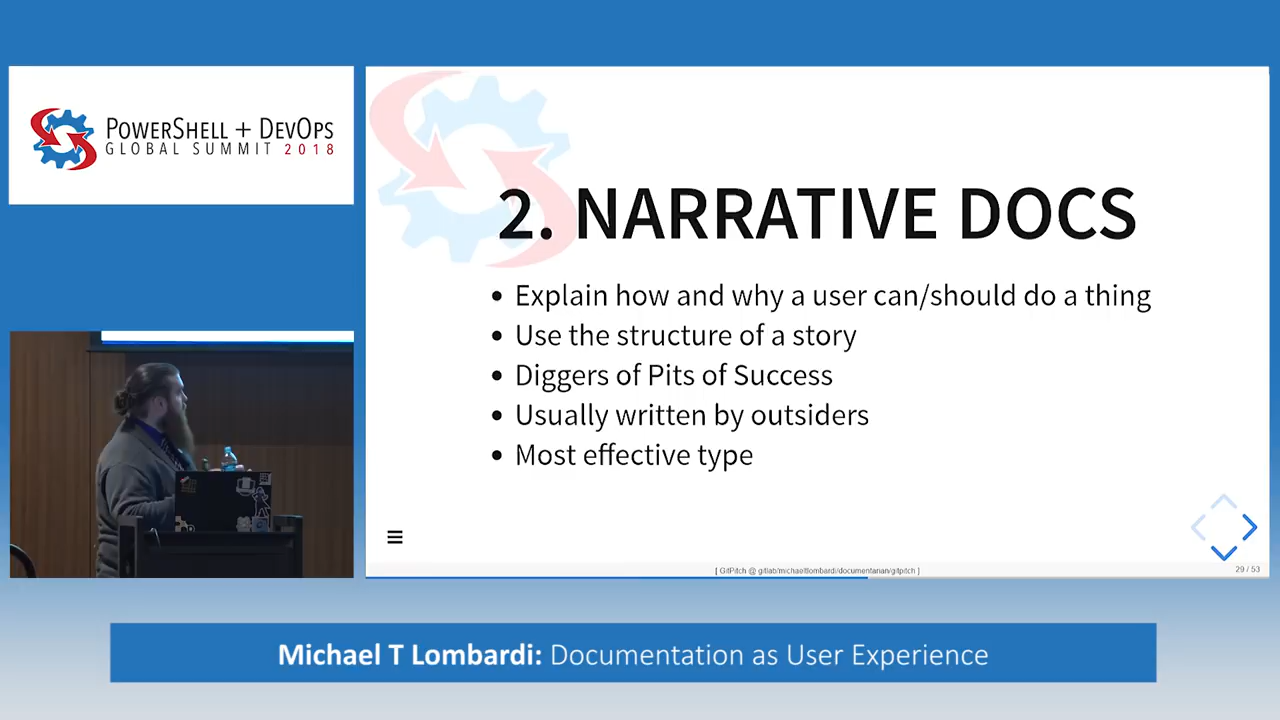 POWERSHELL + DEVOPS
GLOBAL SUMMIT 2018
2. NARRATIVE DOCS
• Explain how and why a user can/should do a thing
• Use the structure of a story
• Diggers of Pits of Success
• Usually written by outsiders
• Most effective type
[ GitPitch @ gitlab/michaeltlombardi/documentarian/gitpitch ]
29 / 53
Michael T Lombardi: Documentation as User Experience